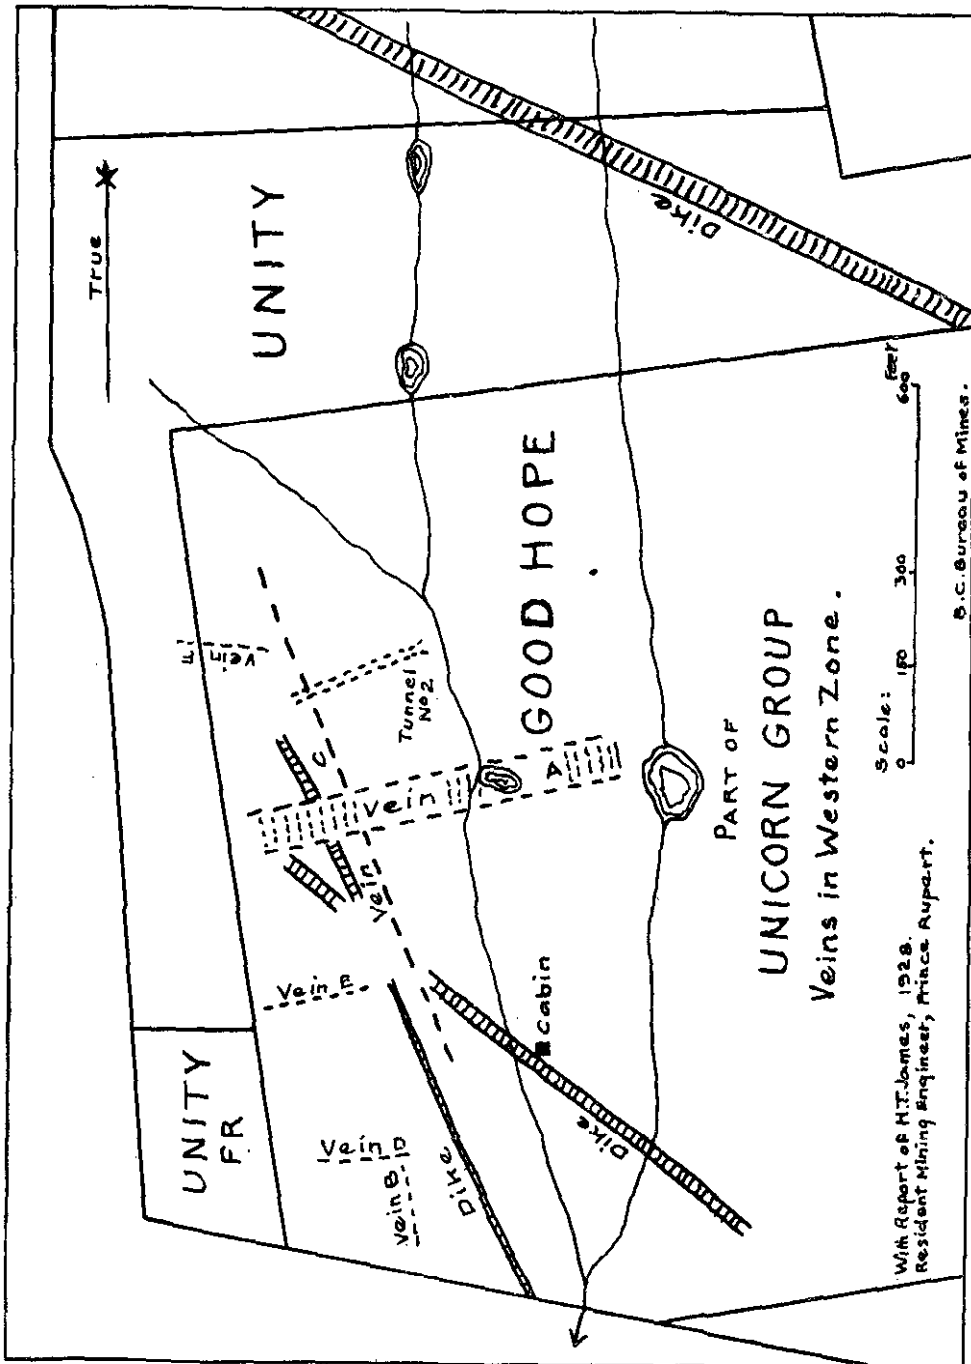 True
UNITY
UNITY
FR
Vein E
Vein E
Vein D
Vein B
Dike
Vein
C
Vein
A
Tunnel
No 2
GOOD HOPE
Cabin
Dike
Dike
PART OF
UNICORN GROUP
Veins in Western Zone.
Scale:
0 150 300 600 Feet
With Report of H.T. James, 1928.
Resident Mining Engineer, Prince Rupert.
B.C. Bureau of Mines.